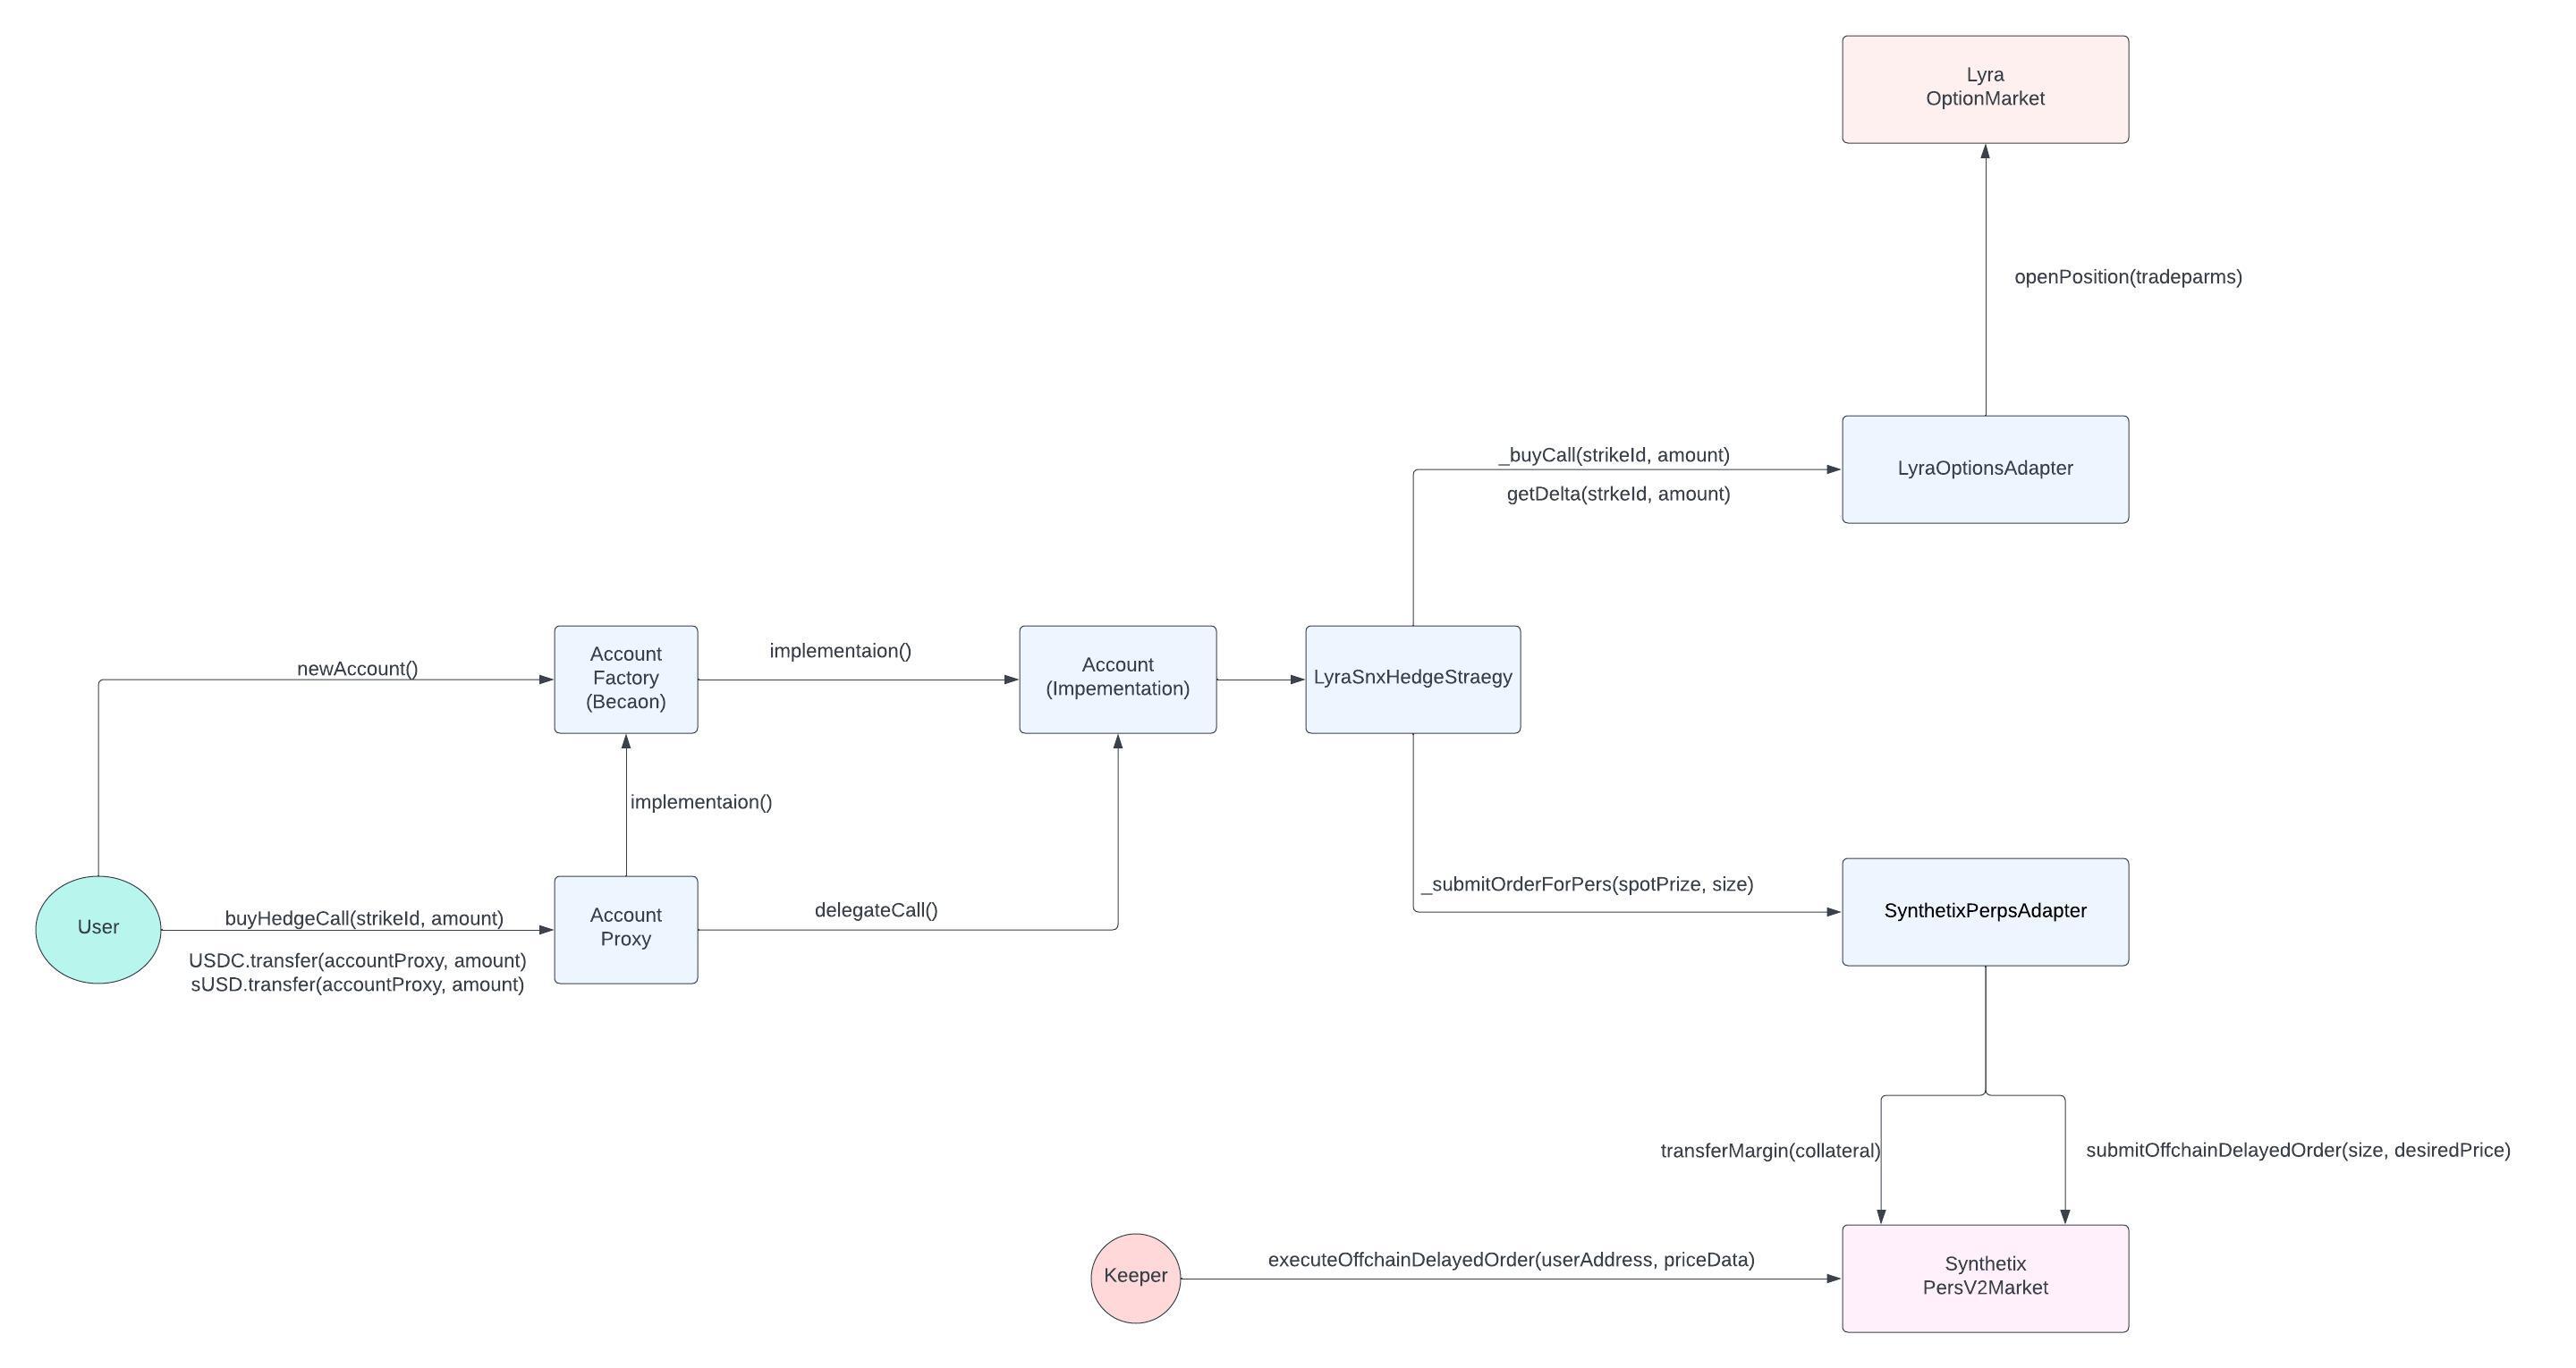 Lyra
OptionMarket
openPosition(tradeparms)
_buyCall(strikeId, amount)
getDelta(strkeId, amount)
LyraOptionsAdapter
newAccount()
Account
Factory
(Becaon)
implementaion()
Account
(Impementation)
LyraSnxHedgeStraegy
implementaion()
User
buyHedgeCall(strikeId, amount)
USDC.transfer(accountProxy, amount)
sUSD.transfer(accountProxy, amount)
Account
Proxy
delegateCall()
_submitOrderForPers(spotPrize, size)
SynthetixPerpsAdapter
transferMargin(collateral)
submitOffchainDelayedOrder(size, desiredPrice)
Keeper
executeOffchainDelayedOrder(userAddress, priceData)
Synthetix
PersV2Market